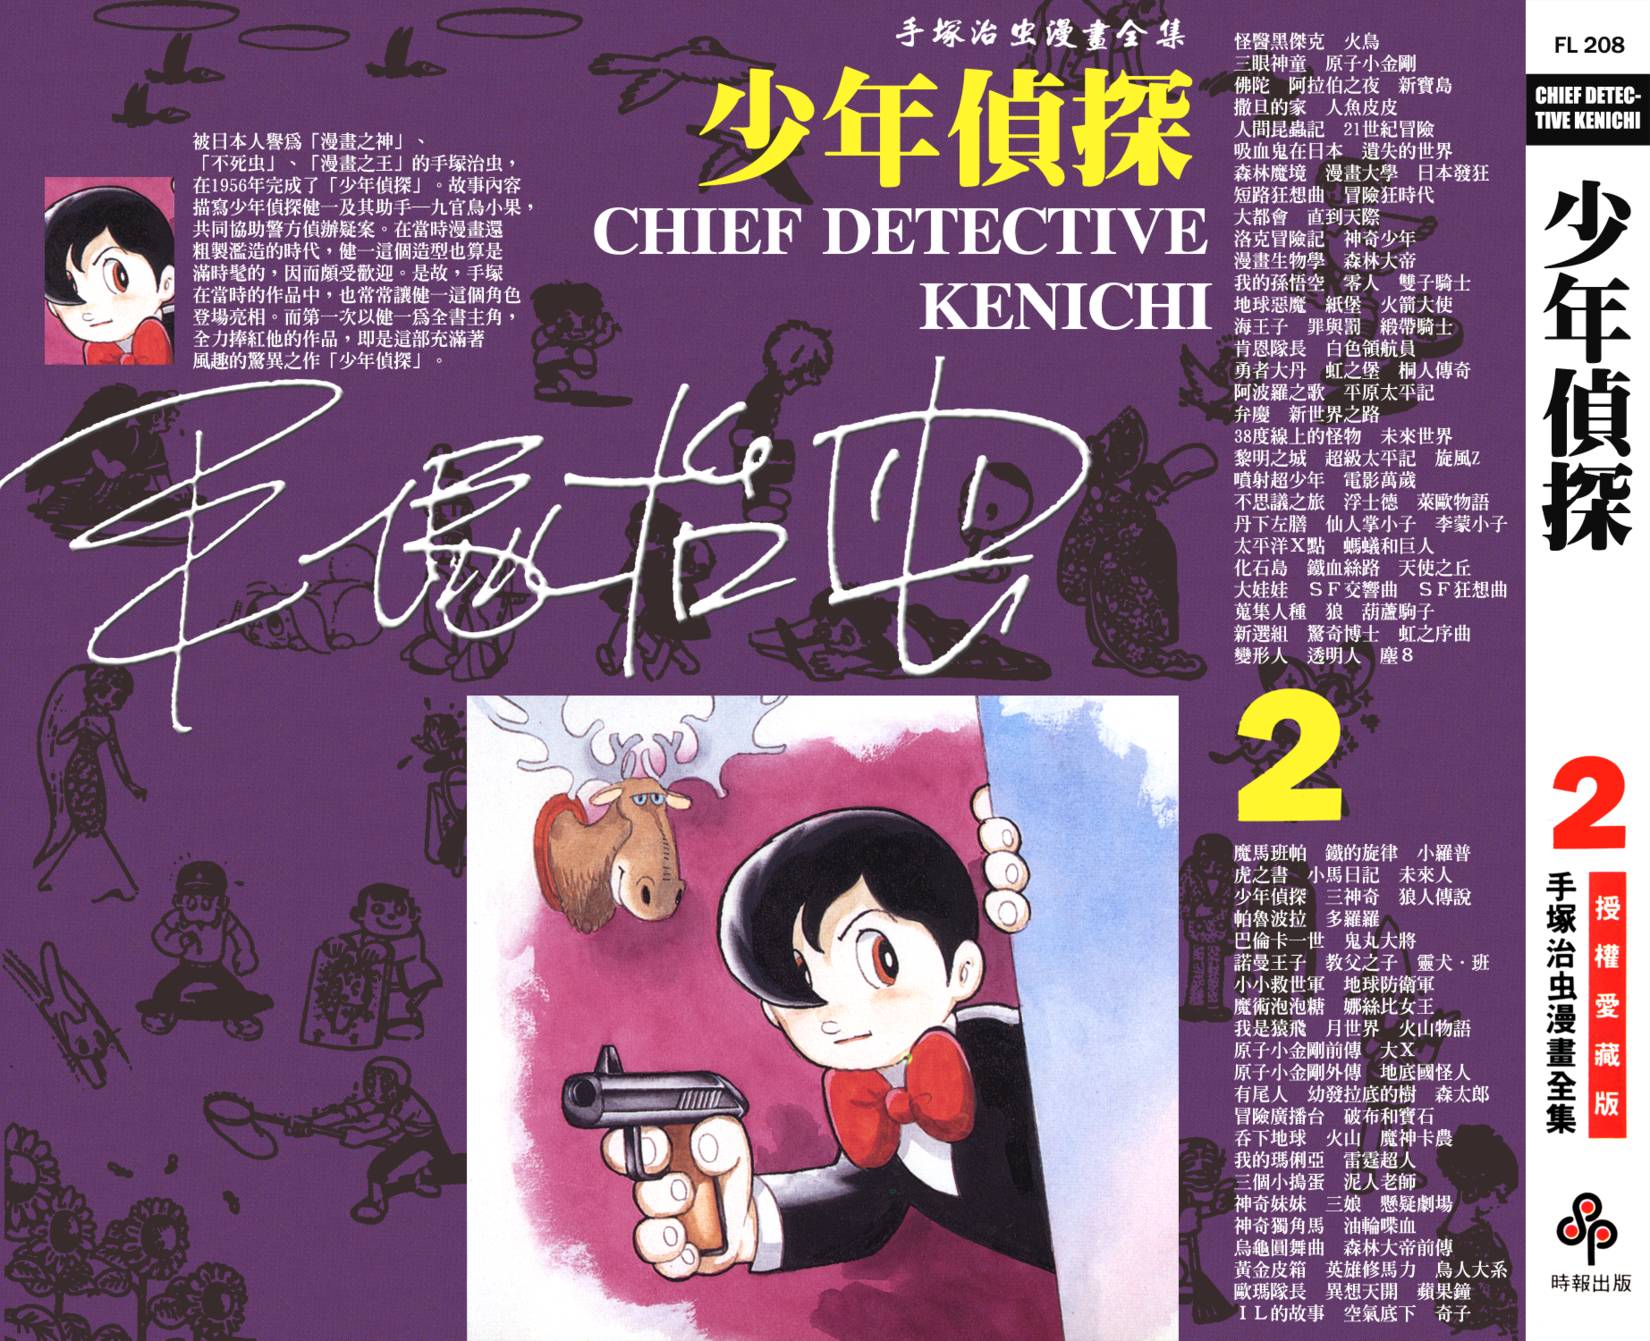 手塚治虫漫畫全集
少年偵探
CHIEF DETECTIVE
KENICHI
被日本人譽爲「漫畫之神」、
「不死虫」、「漫畫之王」的手塚治虫，
在1956年完成了「少年偵探」。故事內容
描寫少年偵探健一及其助手─九官鳥小果，
共同協助警方偵辦疑案。在當時漫畫還
粗製濫造的時代，健一這個造型也算是
滿時髦的，因而頗受歡迎。是故，手塚
在當時的作品中，也常常讓健一這個角色
登場亮相。而第一次以健一爲全書主角，
全力捧紅他的作品，即是這部充滿著
風趣的驚異之作「少年偵探」。
手塚治虫
怪醫黑傑克　火鳥
三眼神童　原子小金剛
佛陀　阿拉伯之夜　新寶島
撒旦的家　人魚皮皮
人間昆蟲記　21世紀冒險
吸血鬼在日本　遺失的世界
森林魔境　漫畫大學　日本發狂
短路狂想曲　冒險狂時代
大都會　直到天際
洛克冒險記　神奇少年
漫畫生物學　森林大帝
我的孫悟空　零人　雙子騎士
地球惡魔　紙堡　火箭大使
海王子　罪與罰　緞帶騎士
肯恩隊長　白色領航員
勇者大丹　虹之堡　桐人傳奇
阿波羅之歌　平原太平記
弁慶　新世界之路
38度線上的怪物　未來世界
黎明之城　超級太平記　旋風Z
噴射超少年　電影萬歲
不思議之旅　浮士德　萊歐物語
丹下左膳　仙人掌小子　李蒙小子
太平洋Ｘ點　螞蟻和巨人
化石島　鐵血絲路　天使之丘
大娃娃　ＳＦ交響曲　ＳＦ狂想曲
蒐集人種　狼　葫蘆駒子
新選組　驚奇博士　虹之序曲
變形人　透明人　塵8
2
魔馬班帕　鐵的旋律　小羅普
虎之書　小馬日記　未來人
少年偵探　三神奇　狼人傳說
帕魯波拉　多羅羅
巴倫卡一世　鬼丸大將
諾曼王子　教父之子　靈犬・班
小小救世軍　地球防衛軍
魔術泡泡糖　娜絲比女王
我是猿飛　月世界　火山物語
原子小金剛前傳　大Ｘ
原子小金剛外傳　地底國怪人
有尾人　幼發拉底的樹　森太郎
冒險廣播台　破布和寶石
吞下地球　火山　魔神卡農
我的瑪俐亞　雷霆超人
三個小搗蛋　泥人老師
神奇妹妹　三娘　懸疑劇場
神奇獨角馬　油輪喋血
烏龜圓舞曲　森林大帝前傳
黃金皮箱　英雄修馬力　鳥人大系
歐瑪隊長　異想天開　蘋果鐘
ＩＬ的故事　空氣底下　奇子
FL 208
CHIEF DETEC-
TIVE KENICHI
少年偵探
2
手塚治虫漫畫全集
授權愛藏版
時報出版